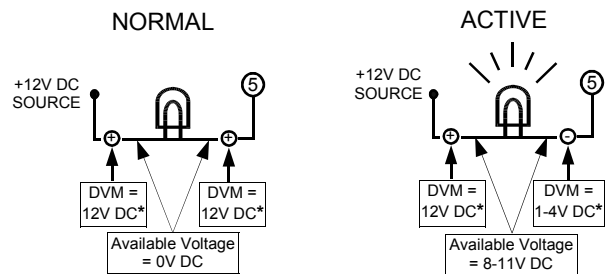 NORMAL
+12V DC
SOURCE
+
+
5
DVM =
12V DC*
DVM =
12V DC*
Available Voltage
= 0V DC
ACTIVE
+12V DC
SOURCE
+
-
5
DVM =
12V DC*
DVM =
1-4V DC*
Available Voltage
= 8-11V DC